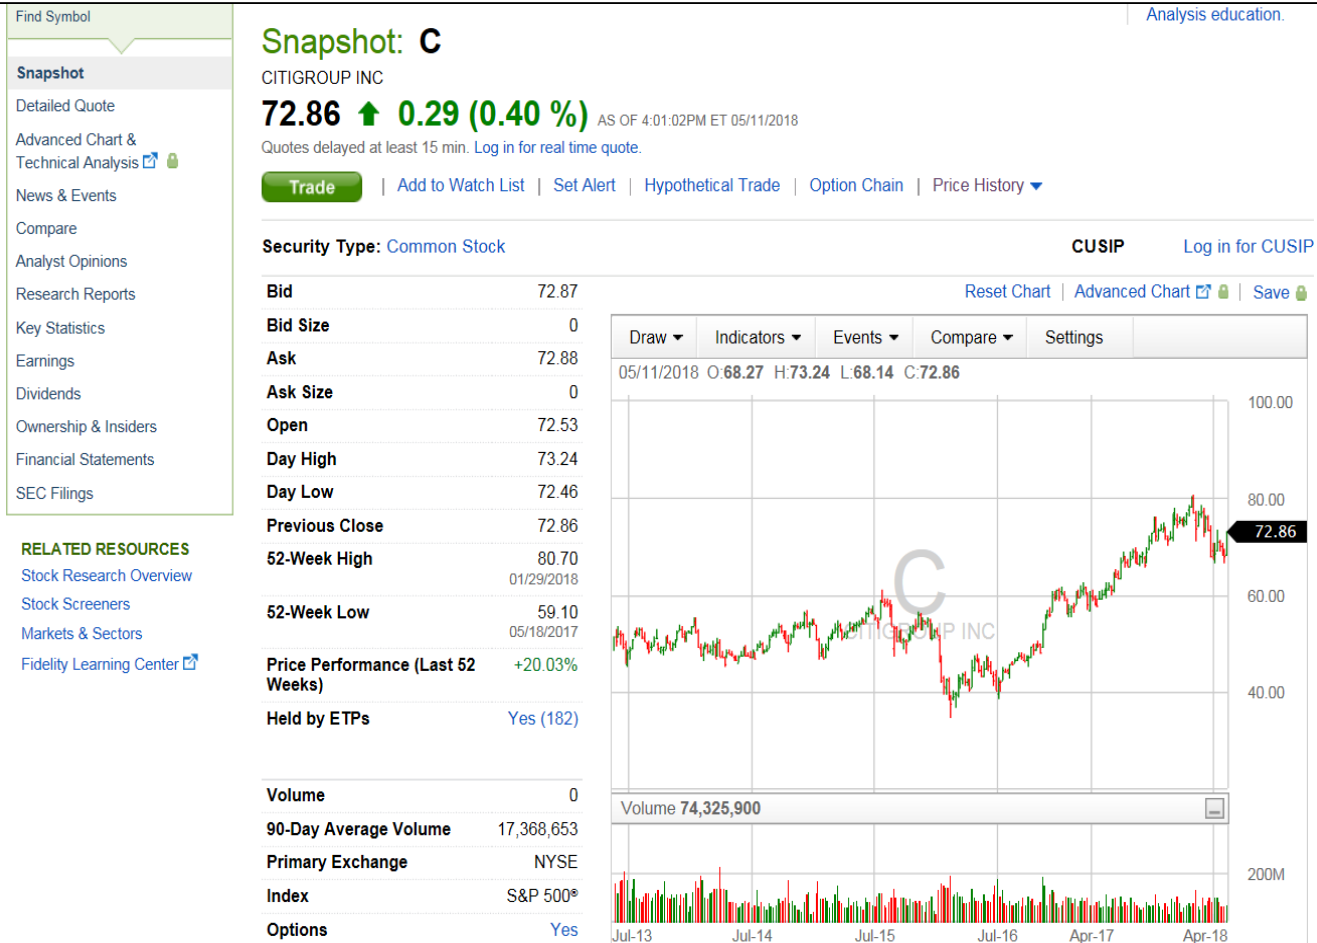 Find Symbol
Snapshot
Detailed Quote
Advanced Chart &
Technical Analysis
News & Events
Compare
Analyst Opinions
Research Reports
Key Statistics
Earnings
Dividends
Ownership & Insiders
Financial Statements
SEC Filings
RELATED RESOURCES
Stock Research Overview
Stock Screeners
Markets & Sectors
Fidelity Learning Center
Analysis education.
Snapshot: C
CITIGROUP INC
72.86 0.29 (0.40 %) AS OF 4:01:02PM ET 05/11/2018
Quotes delayed at least 15 min. Log in for real time quote.
Trade | Add to Watch List | Set Alert | Hypothetical Trade | Option Chain | Price History
Security Type: Common Stock CUSIP Log in for CUSIP
Bid 72.87
Bid Size 0
Ask 72.88
Ask Size 0
Open 72.53
Day High 73.24
Day Low 72.46
Previous Close 72.86
52-Week High 80.70
01/29/2018
52-Week Low 59.10
05/18/2017
Price Performance (Last 52 +20.03%
Weeks)
Held by ETPs Yes (182)
Volume 0
90-Day Average Volume 17,368,653
Primary Exchange NYSE
Index S&P 500®
Options Yes
Reset Chart | Advanced Chart | Save
Draw Indicators Events Compare Settings
05/11/2018 O:68.27 H:73.24 L:68.14 C:72.86
100.00
80.00
72.86
60.00
40.00
C
CITIGROUP INC
Volume 74,325,900
200M
Jul-13 Jul-14 Jul-15 Jul-16 Apr-17 Apr-18